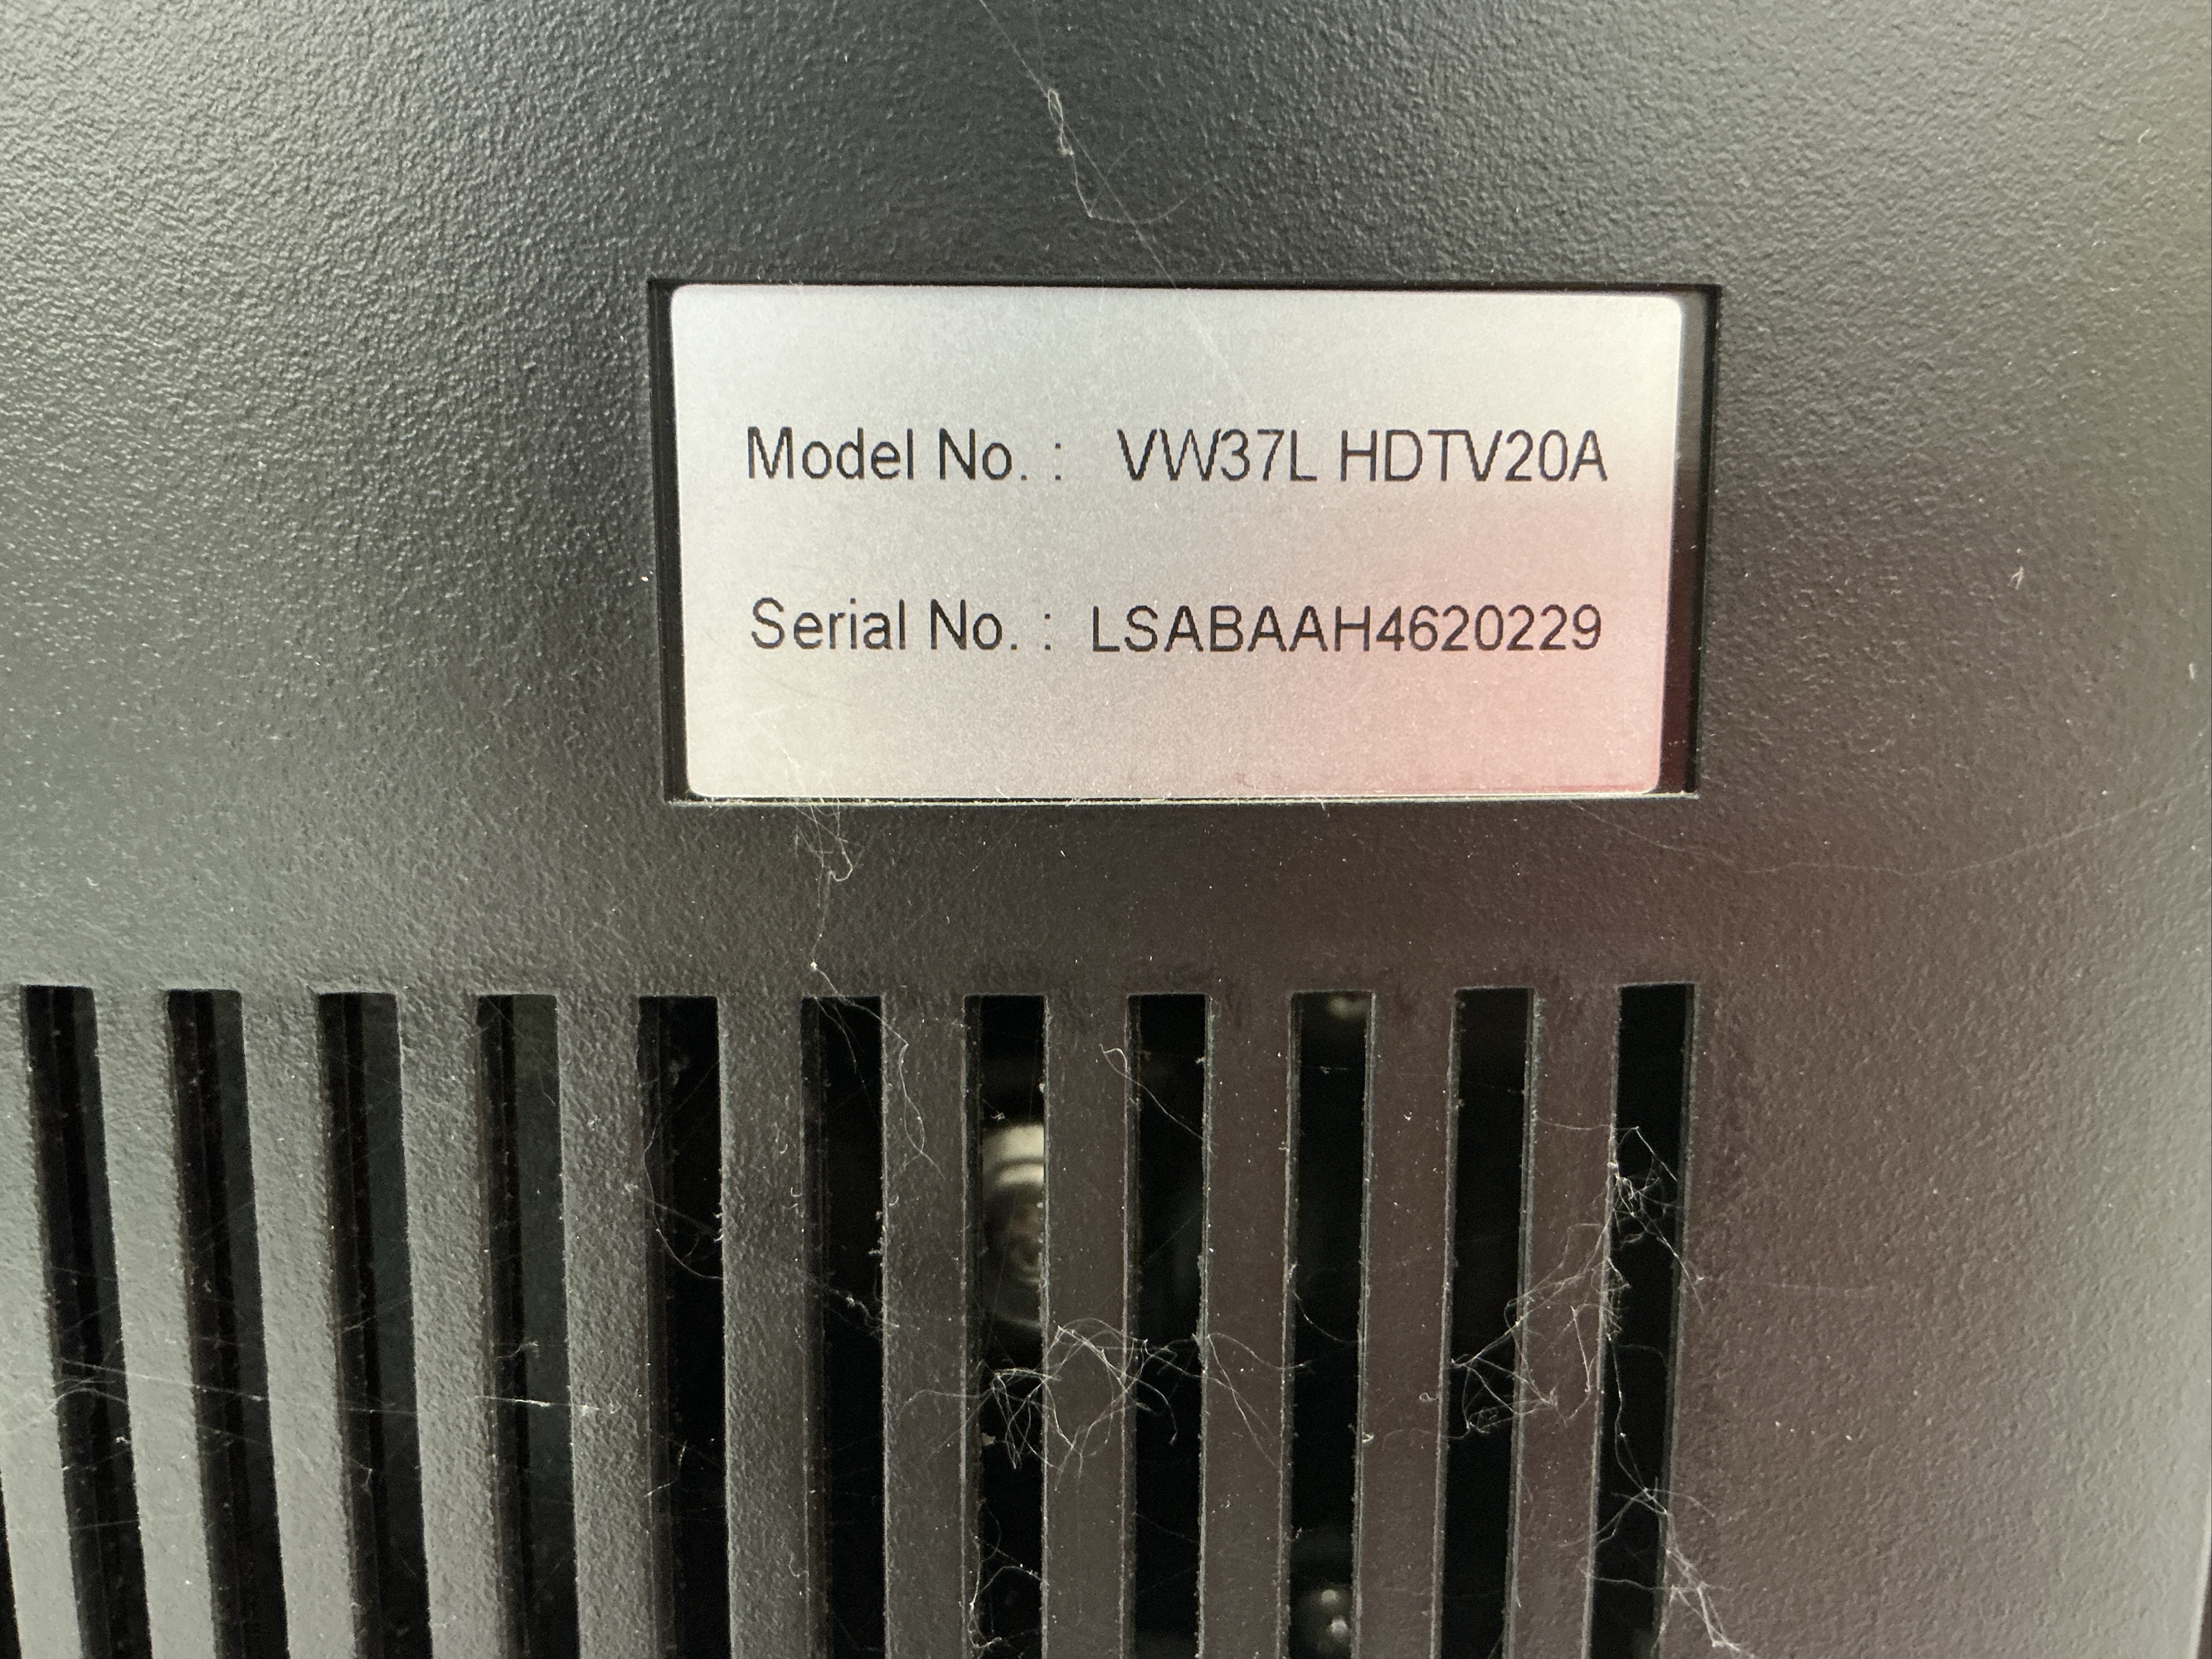 Model No. : VW37L HDTV20A
Serial No. : LSABAAH4620229